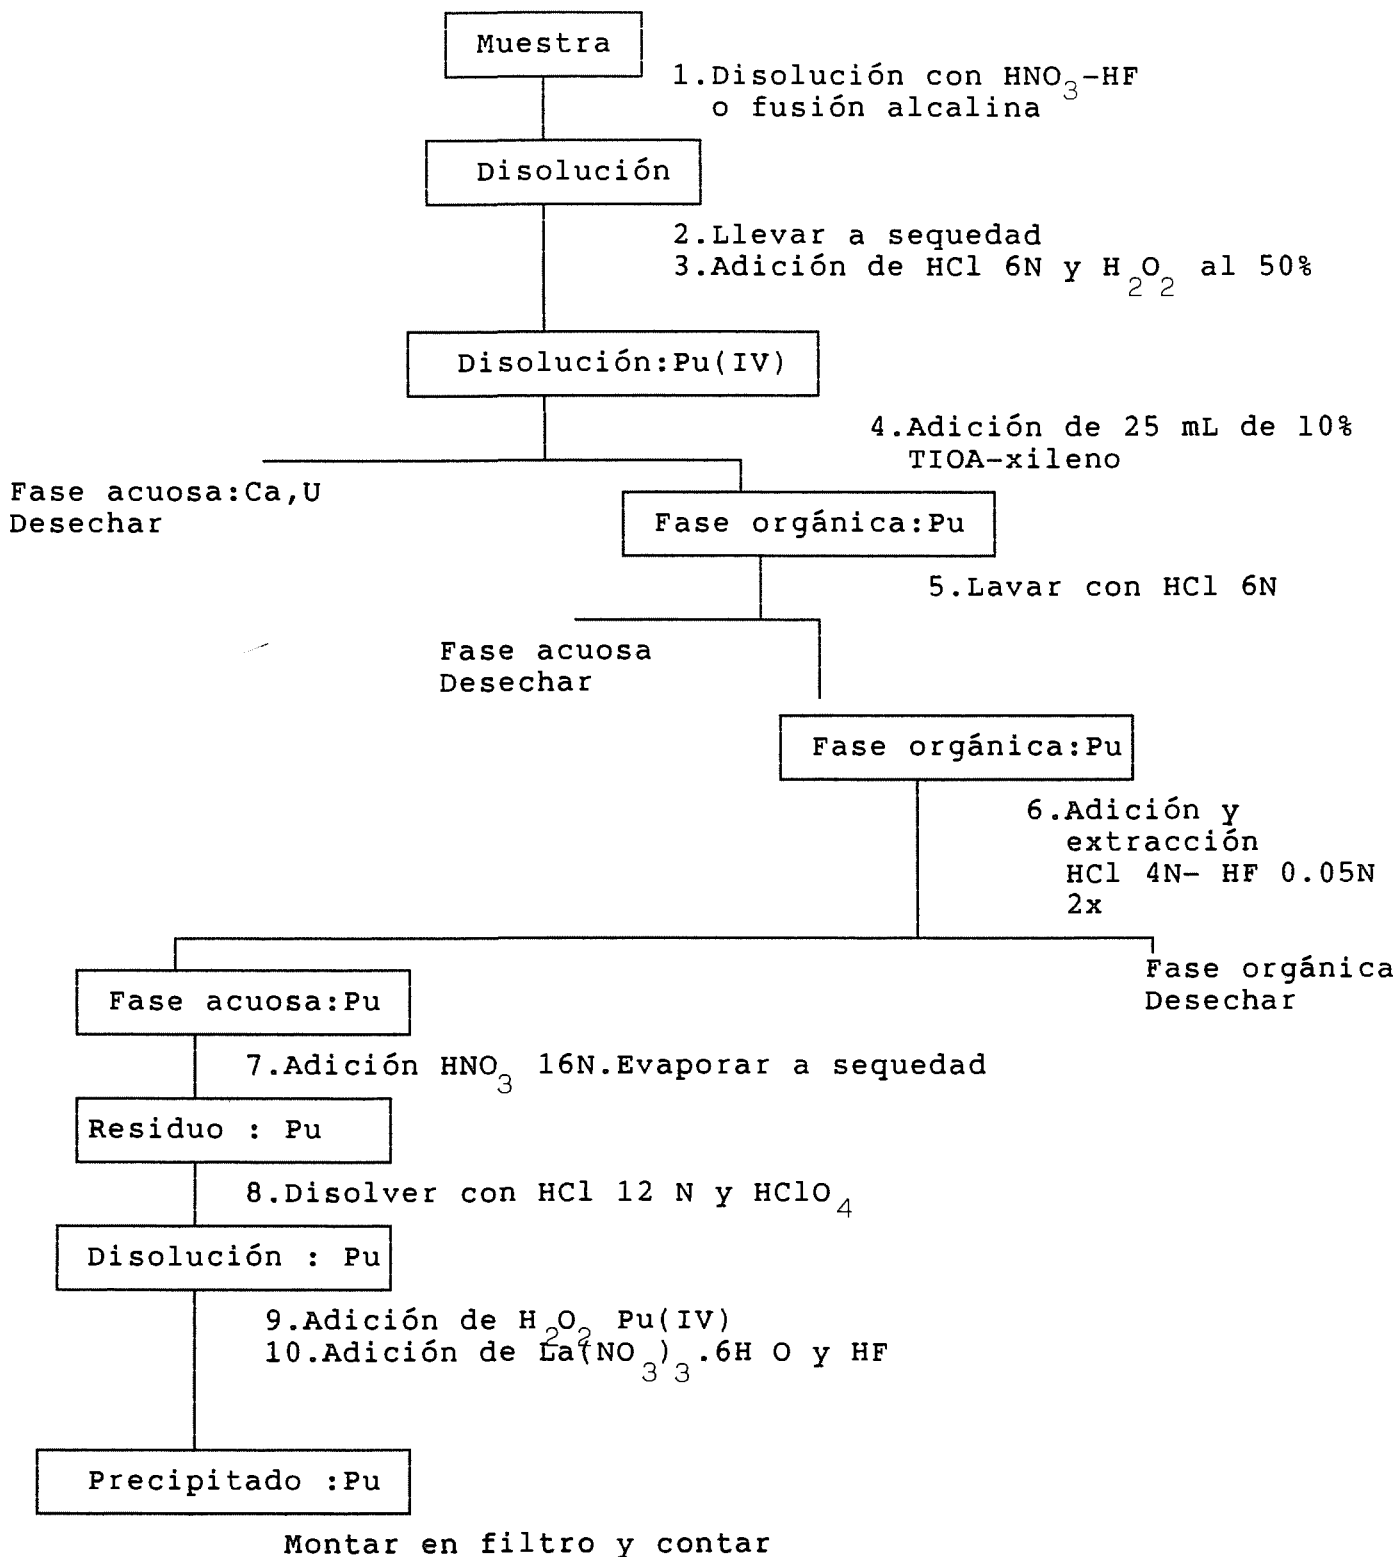 Muestra
1.Disolución con HNO3-HF
o fusión alcalina
Disolución
2.Llevar a sequedad
3.Adición de HCl 6N y H2O2 al 50%
Disolución:Pu(IV)
4.Adición de 25 mL de 10%
TIOA-xileno
Fase acuosa:Ca,U
Desechar
Fase orgánica:Pu
5.Lavar con HCl 6N
Fase acuosa
Desechar
Fase orgánica:Pu
6.Adición y
extracción
HCl 4N- HF 0.05N
2x
Fase orgánica
Desechar
Fase acuosa:Pu
7.Adición HNO3 16N.Evaporar a sequedad
Residuo : Pu
8.Disolver con HCl 12 N y HClO4
Disolución : Pu
9.Adición de H2O2 Pu(IV)
10.Adición de La(NO3)3.6H O y HF
Precipitado :Pu
Montar en filtro y contar